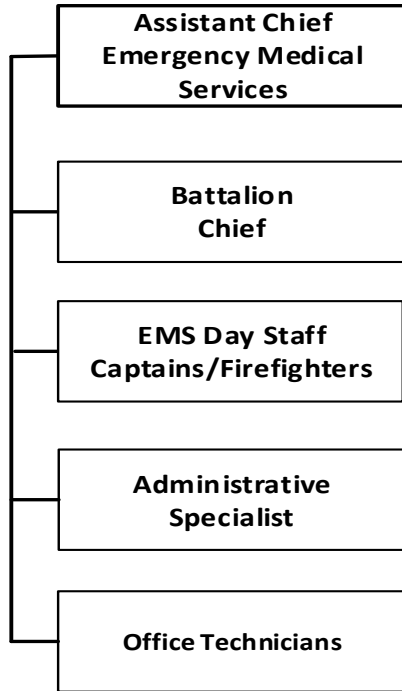 Assistant Chief
Emergency Medical
Services
Battalion
Chief
EMS Day Staff
Captains/Firefighters
Administrative
Specialist
Office Technicians